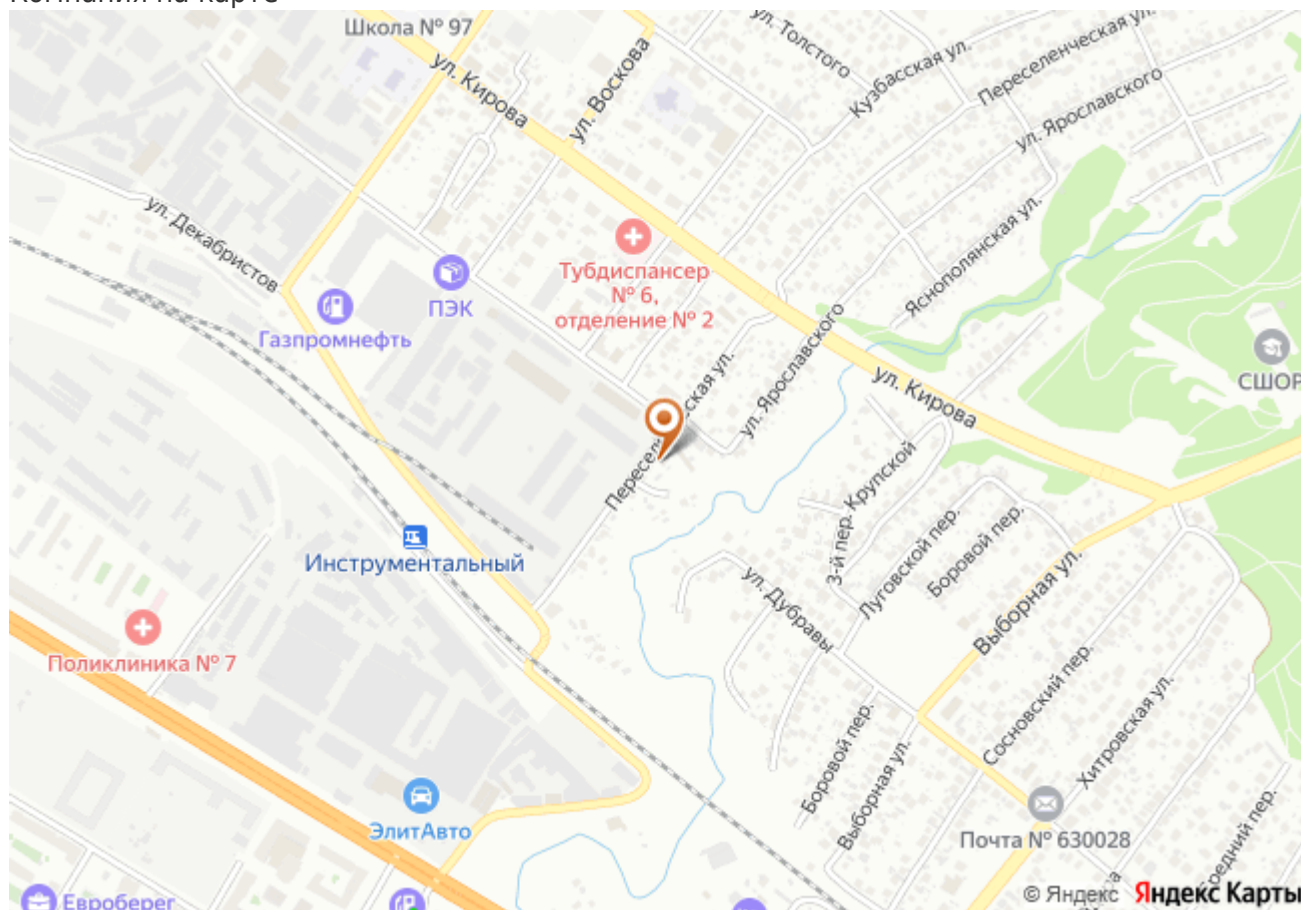 Компания на карте
Школа № 97
ул. Кирова
ул. Воскова
ул. Толстого
Кузбасская ул.
Переселенческая ул.
ул. Ярославского
ул. Декабристов
ПЭК
Газпромнефть
Тубдиспансер
№ 6,
отделение № 2
Яснополянская ул.
СШОР
ул. Ярославского
ул. Кирова
3-й пер. Крупской
Луговской пер.
Боровой пер.
Выборная ул.
Инструментальный
ул. Дубравы
Поликлиника № 7
Сосновский пер.
Хитровская ул.
Боровой пер.
Выборная ул.
ЭлитАвто
Почта № 630028
Евроберег
© Яндекс Яндекс Карты